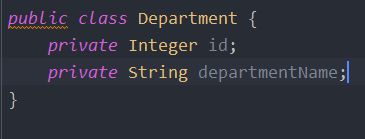 public class Department {
    private Integer id;
    private String departmentName;
}